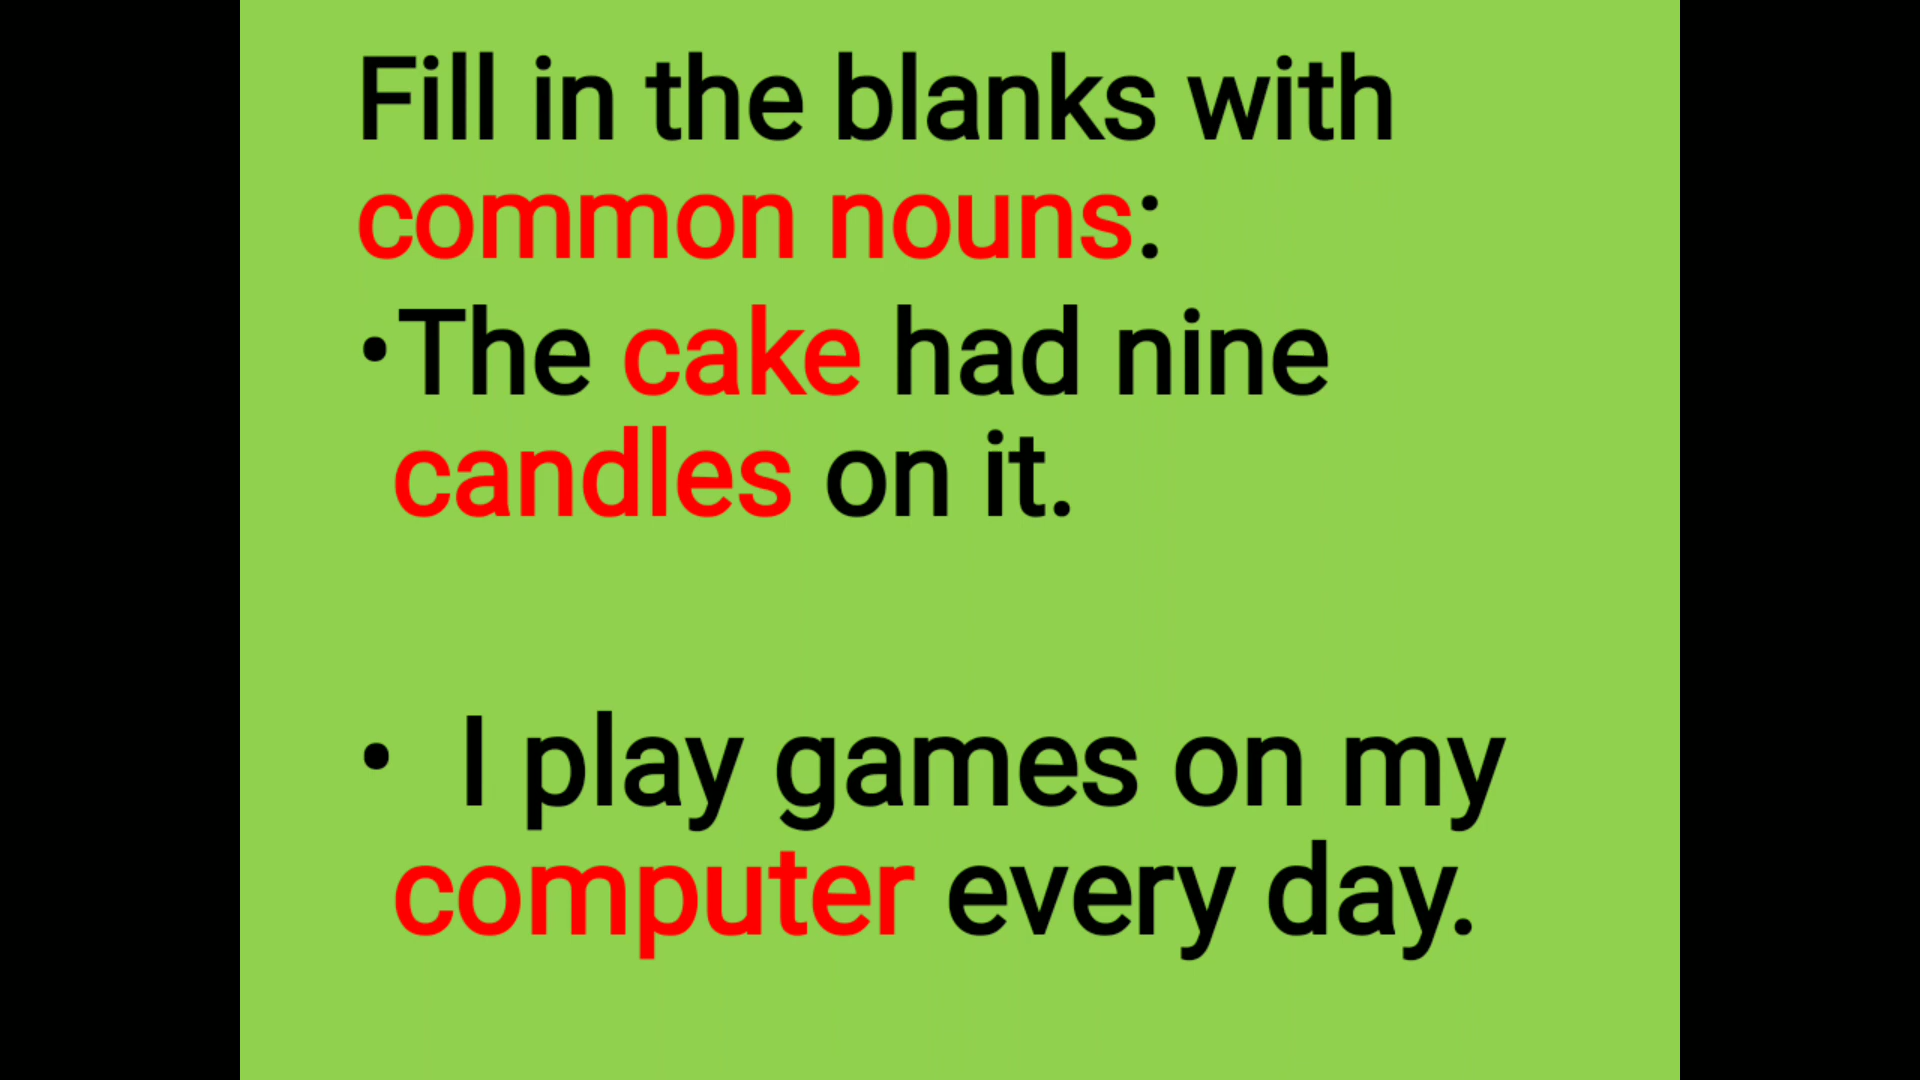 Fill in the blanks with
common nouns:
•The cake had nine
candles on it.
• I play games on my
computer every day.